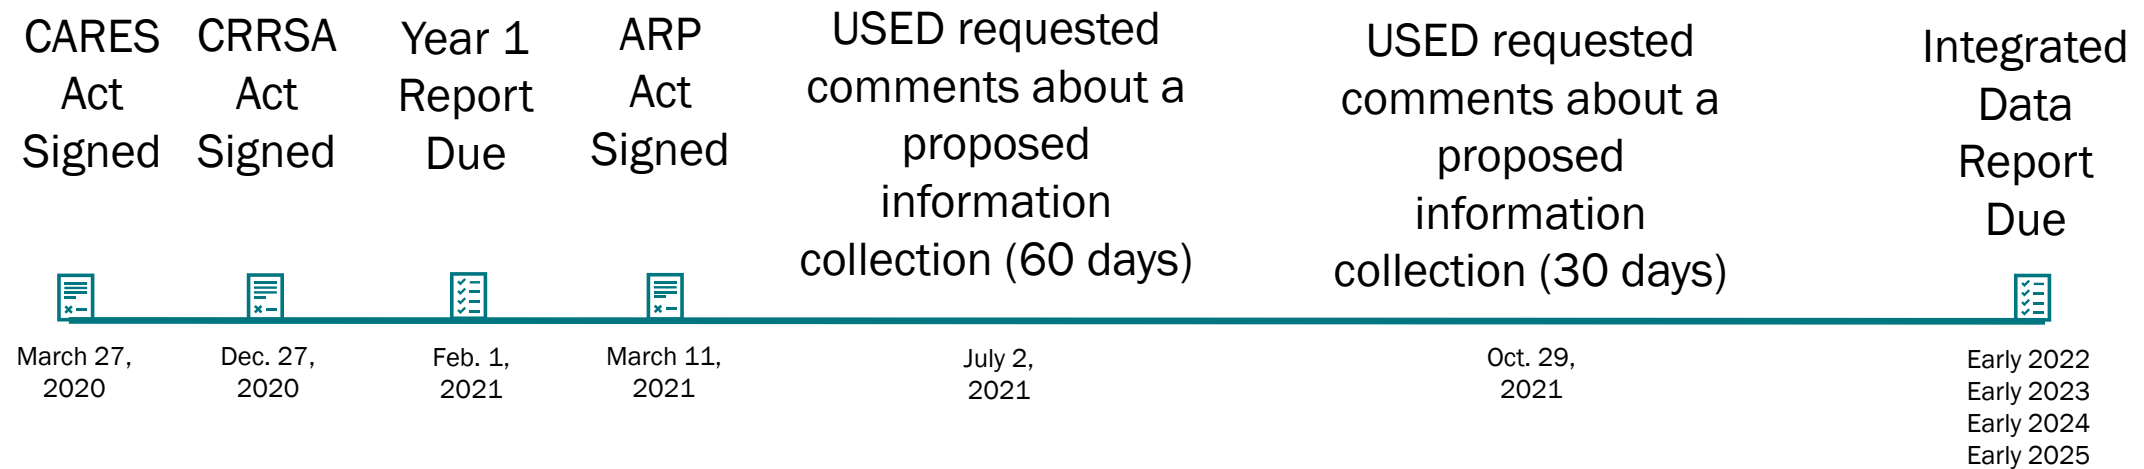 CARES
Act
Signed
March 27,
2020
CRRSA
Act
Signed
Dec. 27,
2020
Year 1
Report
Due
Feb. 1,
2021
ARP
Act
Signed
March 11,
2021
USED requested
comments about a
proposed
information
collection (60 days)
July 2,
2021
USED requested
comments about a
proposed
information
collection (30 days)
Oct. 29,
2021
Integrated
Data
Report
Due
Early 2022
Early 2023
Early 2024
Early 2025